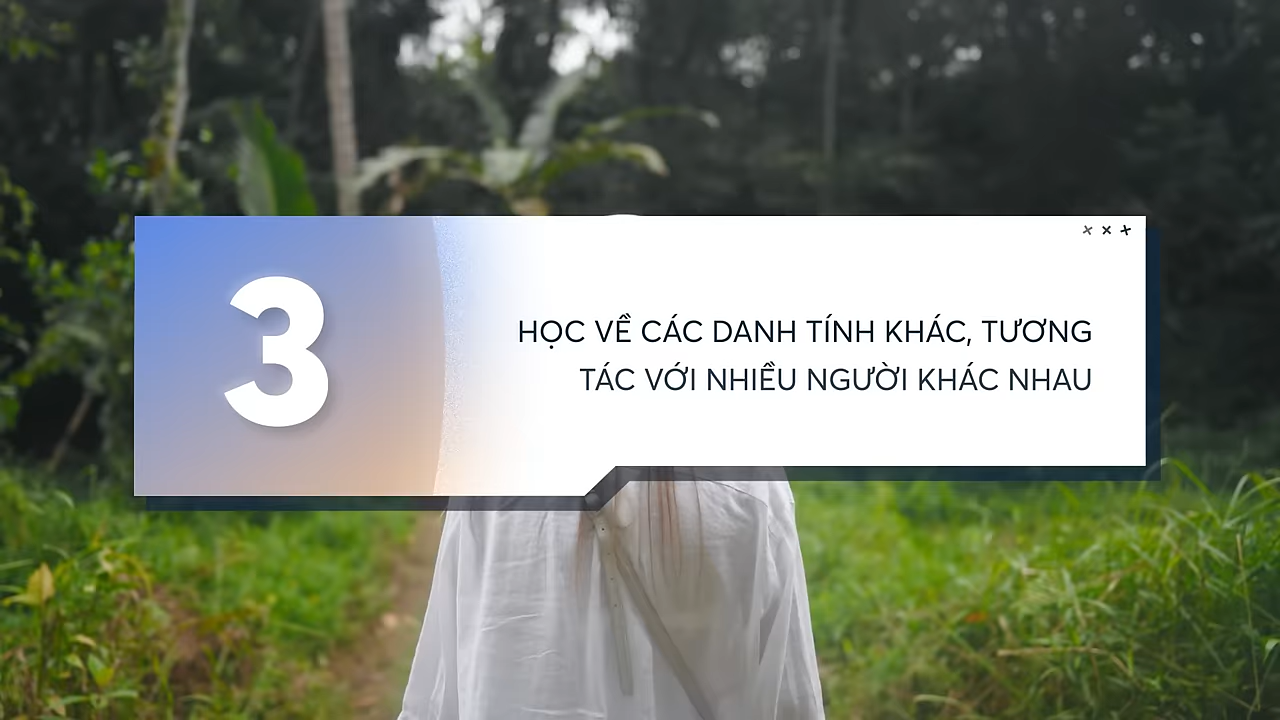 3
HỌC VỀ CÁC DANH TÍNH KHÁC, TƯƠNG
TÁC VỚI NHIỀU NGƯỜI KHÁC NHAU